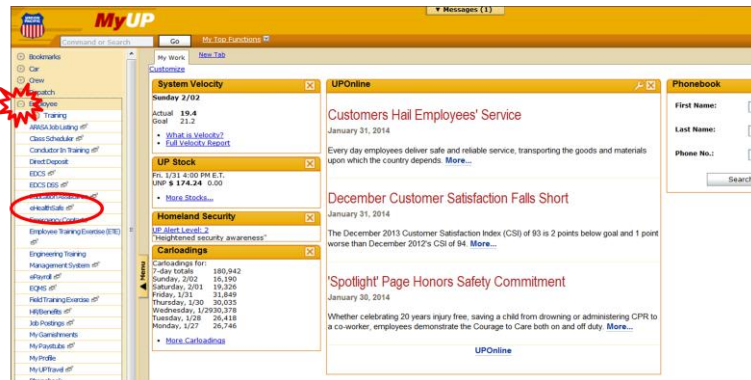 ▼ Messages (1)
UNION PACIFIC
MyUP
Command or Search
Go
My Top Functions
My Work
New Tab
Customize
Bookmarks
Car
Crew
Dispatch
Employee
Training
ARASA Job Listing
Class Scheduler
Conductor In Training
Direct Deposit
EDCS
EDCS DSS
eHealthSafe
Emergency Contacts
Employee Training Exercise (ETE)
Engineering Training
Management System
ePayroll
EQMS
Field Training Exercise
HR/Benefits
Job Postings
My Garnishments
My Paystubs
My Profile
My UPTravel
Phonebook
Menu
System Velocity
Sunday 2/02
Actual 19.4
Goal 21.2
What is Velocity?
Full Velocity Report
UP Stock
Fri. 1/31 4:00 PM E.T.
UNP $ 174.24 0.00
More Stocks...
Homeland Security
UP Alert Level: 2
"Heightened security awareness"
Carloadings
Carloadings for:
7-day totals 180,942
Sunday, 2/02 16,190
Saturday, 2/01 19,326
Friday, 1/31 31,849
Thursday, 1/30 30,035
Wednesday, 1/2930,378
Tuesday, 1/28 26,418
Monday, 1/27 26,746
More Carloadings
UPOnline
Customers Hail Employees' Service
January 31, 2014
Every day employees deliver safe and reliable service, transporting the goods and materials
upon which the country depends. More...
December Customer Satisfaction Falls Short
January 31, 2014
The December 2013 Customer Satisfaction Index (CSI) of 93 is 2 points below goal and 1 point
worse than December 2012's CSI of 94. More...
'Spotlight' Page Honors Safety Commitment
January 30, 2014
Whether celebrating 20 years injury free, saving a child from drowning or administering CPR to
a co-worker, employees demonstrate the Courage to Care both on and off duty. More...
UPOnline
Phonebook
First Name:
Last Name:
Phone No.:
Search